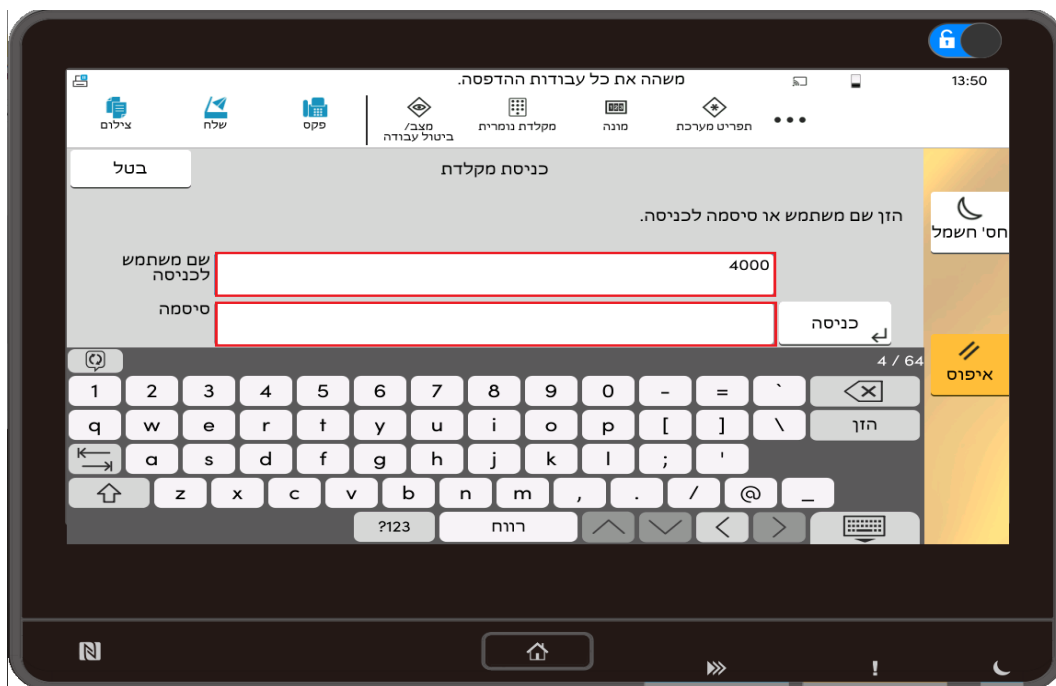 משהה את כל עבודות ההדפסה.
13:50
צילום
שלח
פקס
מצב/
ביטול עבודה
מקלדת נומרית
מונה
תפריט מערכת
בטל
כניסת מקלדת
הזן שם משתמש או סיסמה לכניסה.
חס' חשמל
שם משתמש
לכניסה
4000
סיסמה
כניסה
4 / 64
איפוס
1 2 3 4 5 6 7 8 9 0 - = `
q w e r t y u i o p [ ] \ הזן
a s d f g h j k l ; '
z x c v b n m , . / @ _
?123 רווח